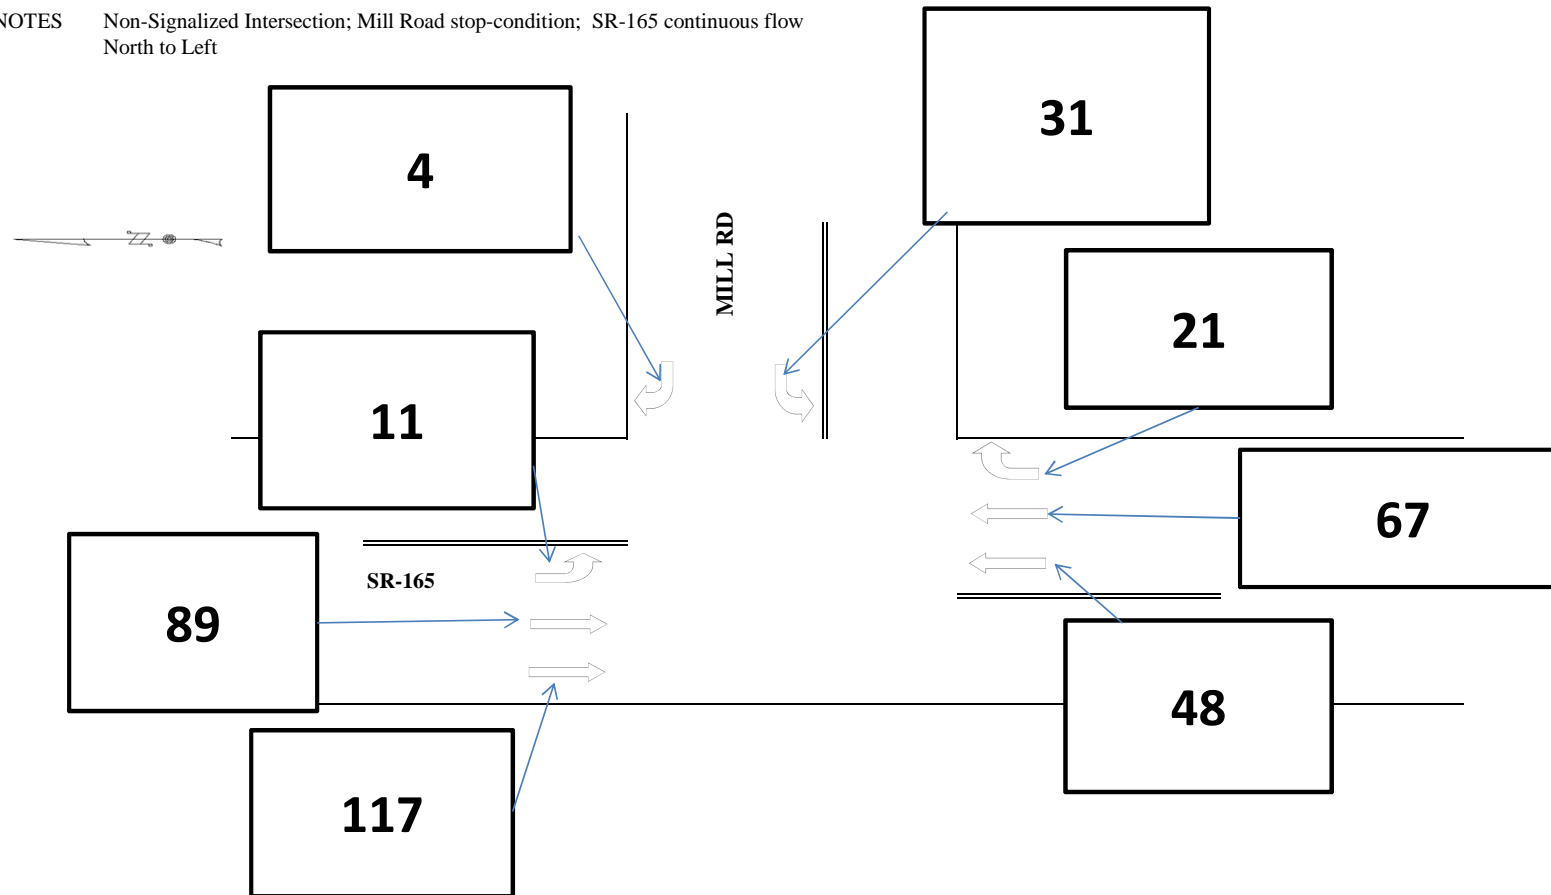 NOTES Non-Signalized Intersection; Mill Road stop-condition; SR-165 continuous flow
North to Left
31
4
MILL RD
N
21
11
67
SR-165
89
48
117